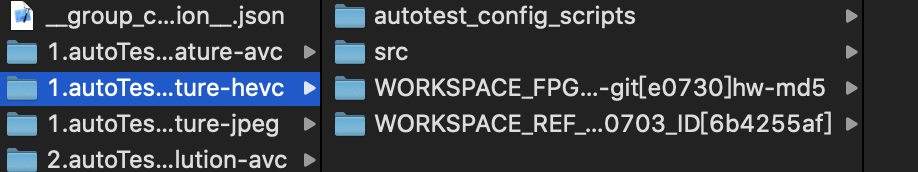 __group_c...ion__.json
1.autoTes...ature-avc
1.autoTes...ture-hevc
1.autoTes...ture-jpeg
2.autoTes...lution-avc
autotest_config_scripts
src
WORKSPACE_FPG...-git[e0730]hw-md5
WORKSPACE_REF_...0703_ID[6b4255af]